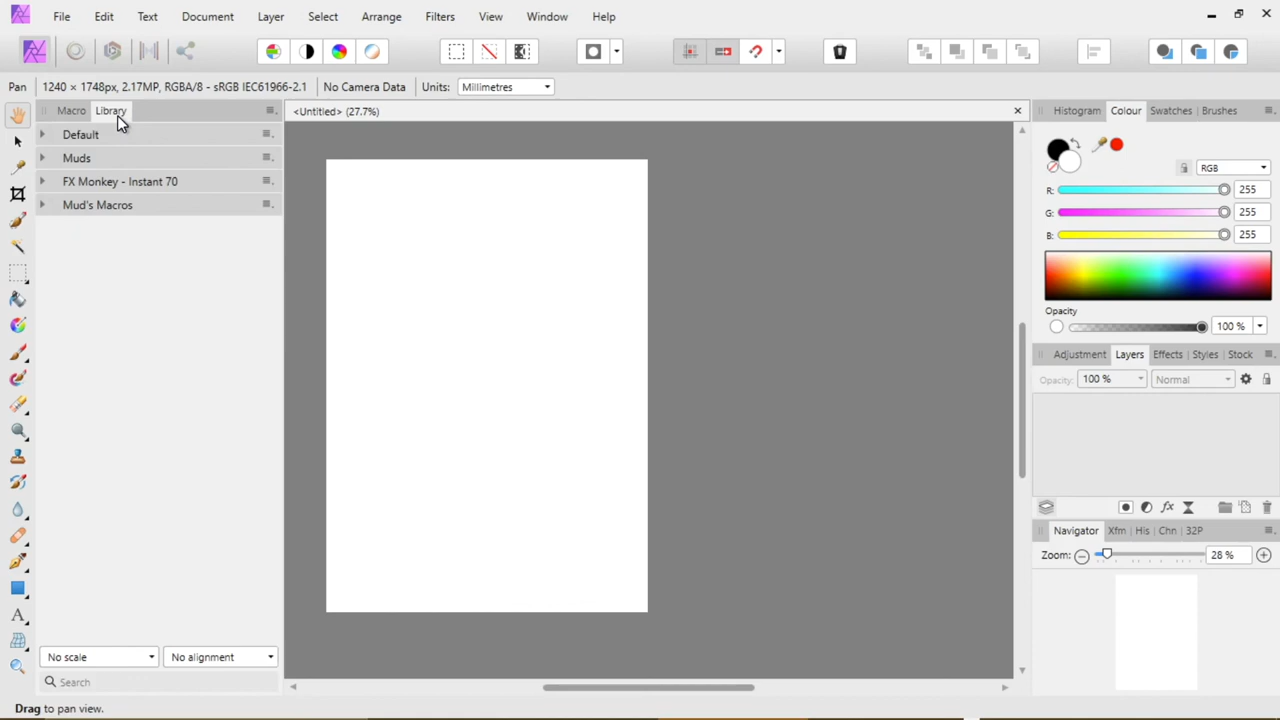 File Edit Text Document Layer Select Arrange Filters View Window Help
Pan 1240 × 1748px, 2.17MP, RGBA/8 - sRGB IEC61966-2.1 No Camera Data Units: Millimetres
Macro Library
Default
Muds
FX Monkey - Instant 70
Mud's Macros
No scale No alignment
Search
<Untitled> (27.7%)
Histogram Colour Swatches Brushes
RGB
R: 255
G: 255
B: 255
Opacity
100 %
Adjustment Layers Effects Styles Stock
Opacity: 100 % Normal
Navigator Xfm His Chn 32P
Zoom: 28 %
Drag to pan view.